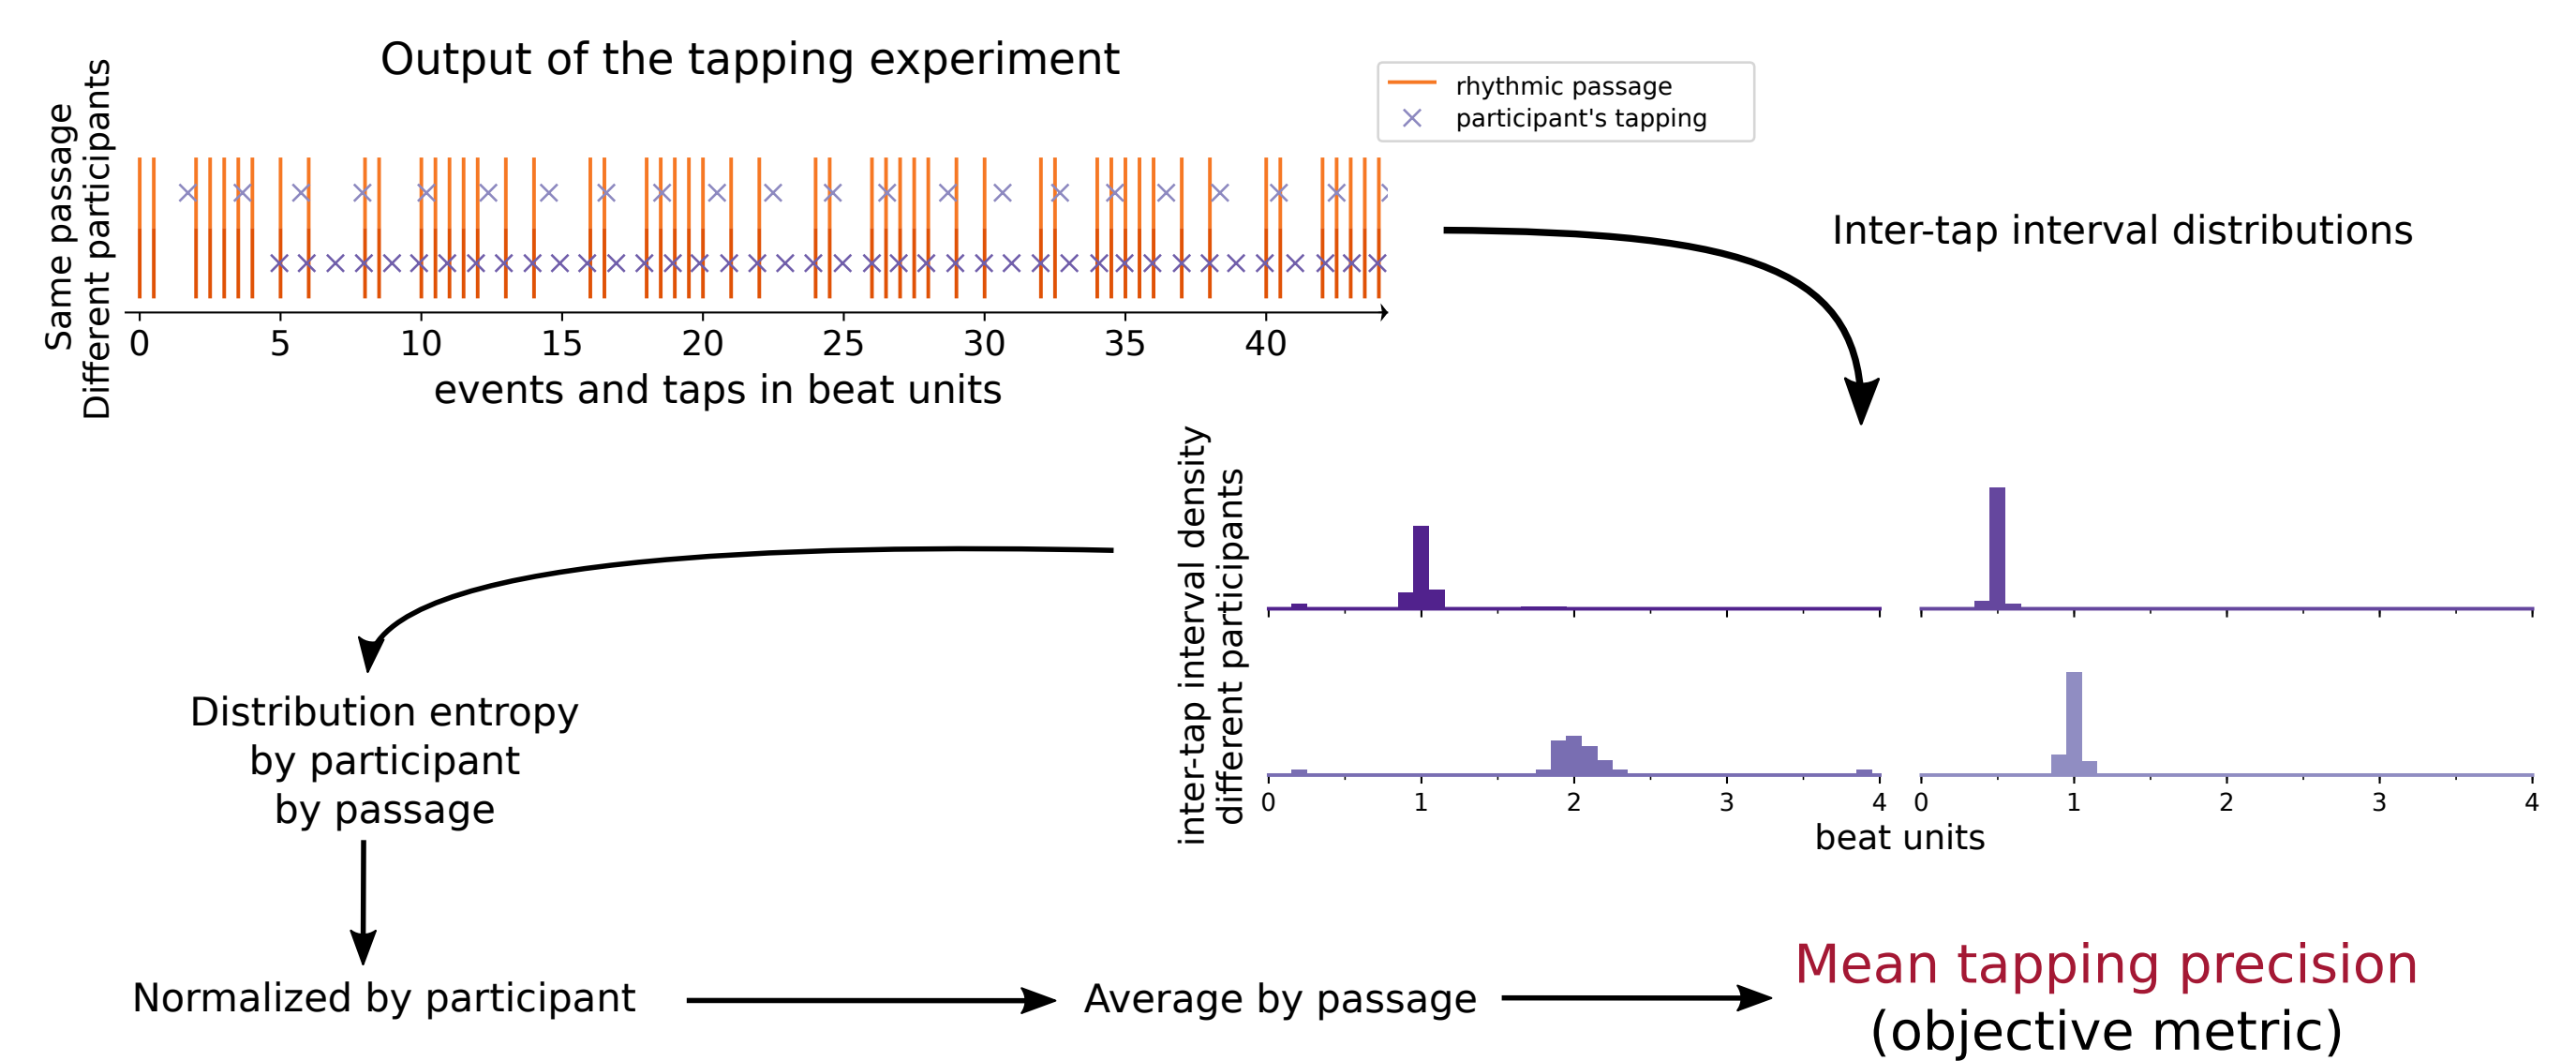 Output of the tapping experiment
rhythmic passage
participant's tapping
Same passage
Different participants
0 5 10 15 20 25 30 35 40
events and taps in beat units
Inter-tap interval distributions
inter-tap interval density
different participants
0 1 2 3 4 0 1 2 3 4
beat units
Distribution entropy
by participant
by passage
Normalized by participant
Average by passage
Mean tapping precision
(objective metric)